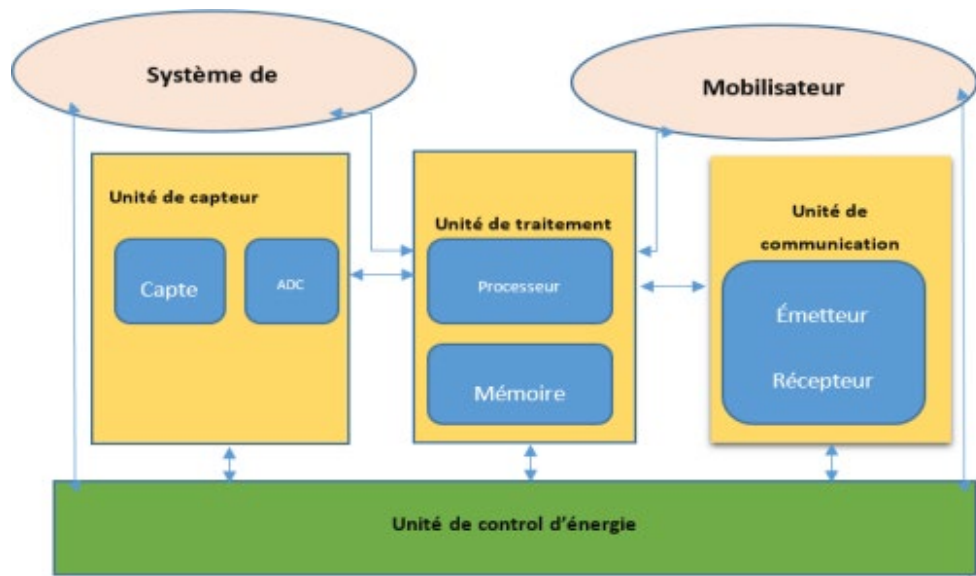 Système de
Mobilisateur
Unité de capteur
Capte
ADC
Unité de traitement
Processeur
Mémoire
Unité de
communication
Émetteur
Récepteur
Unité de control d’énergie